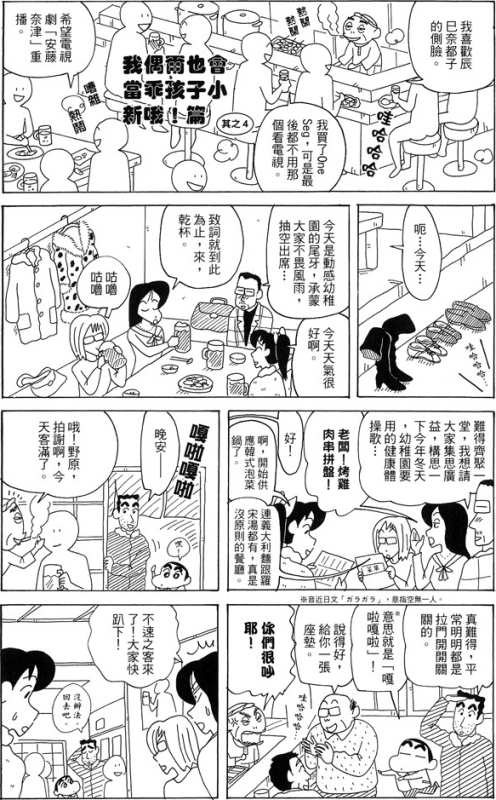 我喜歡辰
巳奈都子
的側臉。
熱鬧
熱鬧
我買了One
Seg,可是最
後都不用那
個看電視。
哇哈哈哈
我偶爾也會
當乖孩子小
新哦!篇
其之4
希望電視
劇「安藤
奈津」重
播。
嘈雜
熱鬧
呃…今天…
哇哈哈哈
今天是動感幼稚
園的尾牙,承蒙
大家不畏風雨,
抽空出席…
今天天氣很
好啊。
致詞就到此
為止,來,
乾杯。
咕嚕
咕嚕
難得齊聚一
堂,我想請
大家集思廣
益,構思一
下今年冬天
,幼稚園要
用的健康體
操歌…
老闆!烤雞
肉串拼盤!
好!
啊,開始供
應韓式泡菜
鍋了。
連義大利麵跟羅
宋湯都有,真是
沒原則的餐廳。
菜單
嘎啦嘎啦
晚安
哦!野原,
拍謝啊,今
天客滿了。
※音近日文「ガラガラ」,意指空無一人。
真難得,平
常明明都是
拉門開開關
關的。
※
意思就是「嘎
啦嘎啦」!
說得好,
給你一張
座墊。
哇哈哈哈
你們很吵
耶!
不速之客來
了!大家快
趴下!
沒辦法,
回去吧。